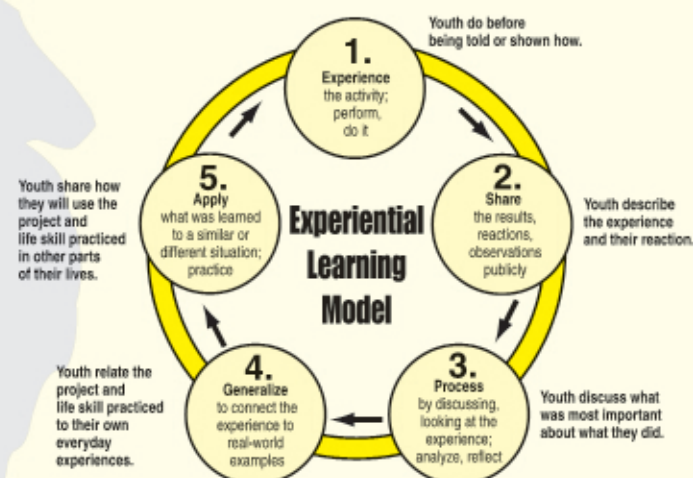 Youth do before
being told or shown how.
1.
Experience
the activity;
perform,
do it
2.
Share
the results,
reactions,
observations
publicly
Youth describe
the experience
and their reaction.
3.
Process
by discussing,
looking at the
experience;
analyze, reflect
Youth discuss what
was most important
about what they did.
4.
Generalize
to connect the
experience to
real-world
examples
Youth relate the
project and
life skill practiced
to their own
everyday
experiences.
5.
Apply
what was learned
to a similar or
different situation;
practice
Youth share how
they will use the
project and
life skill practiced
in other parts
of their lives.
Experiential
Learning
Model